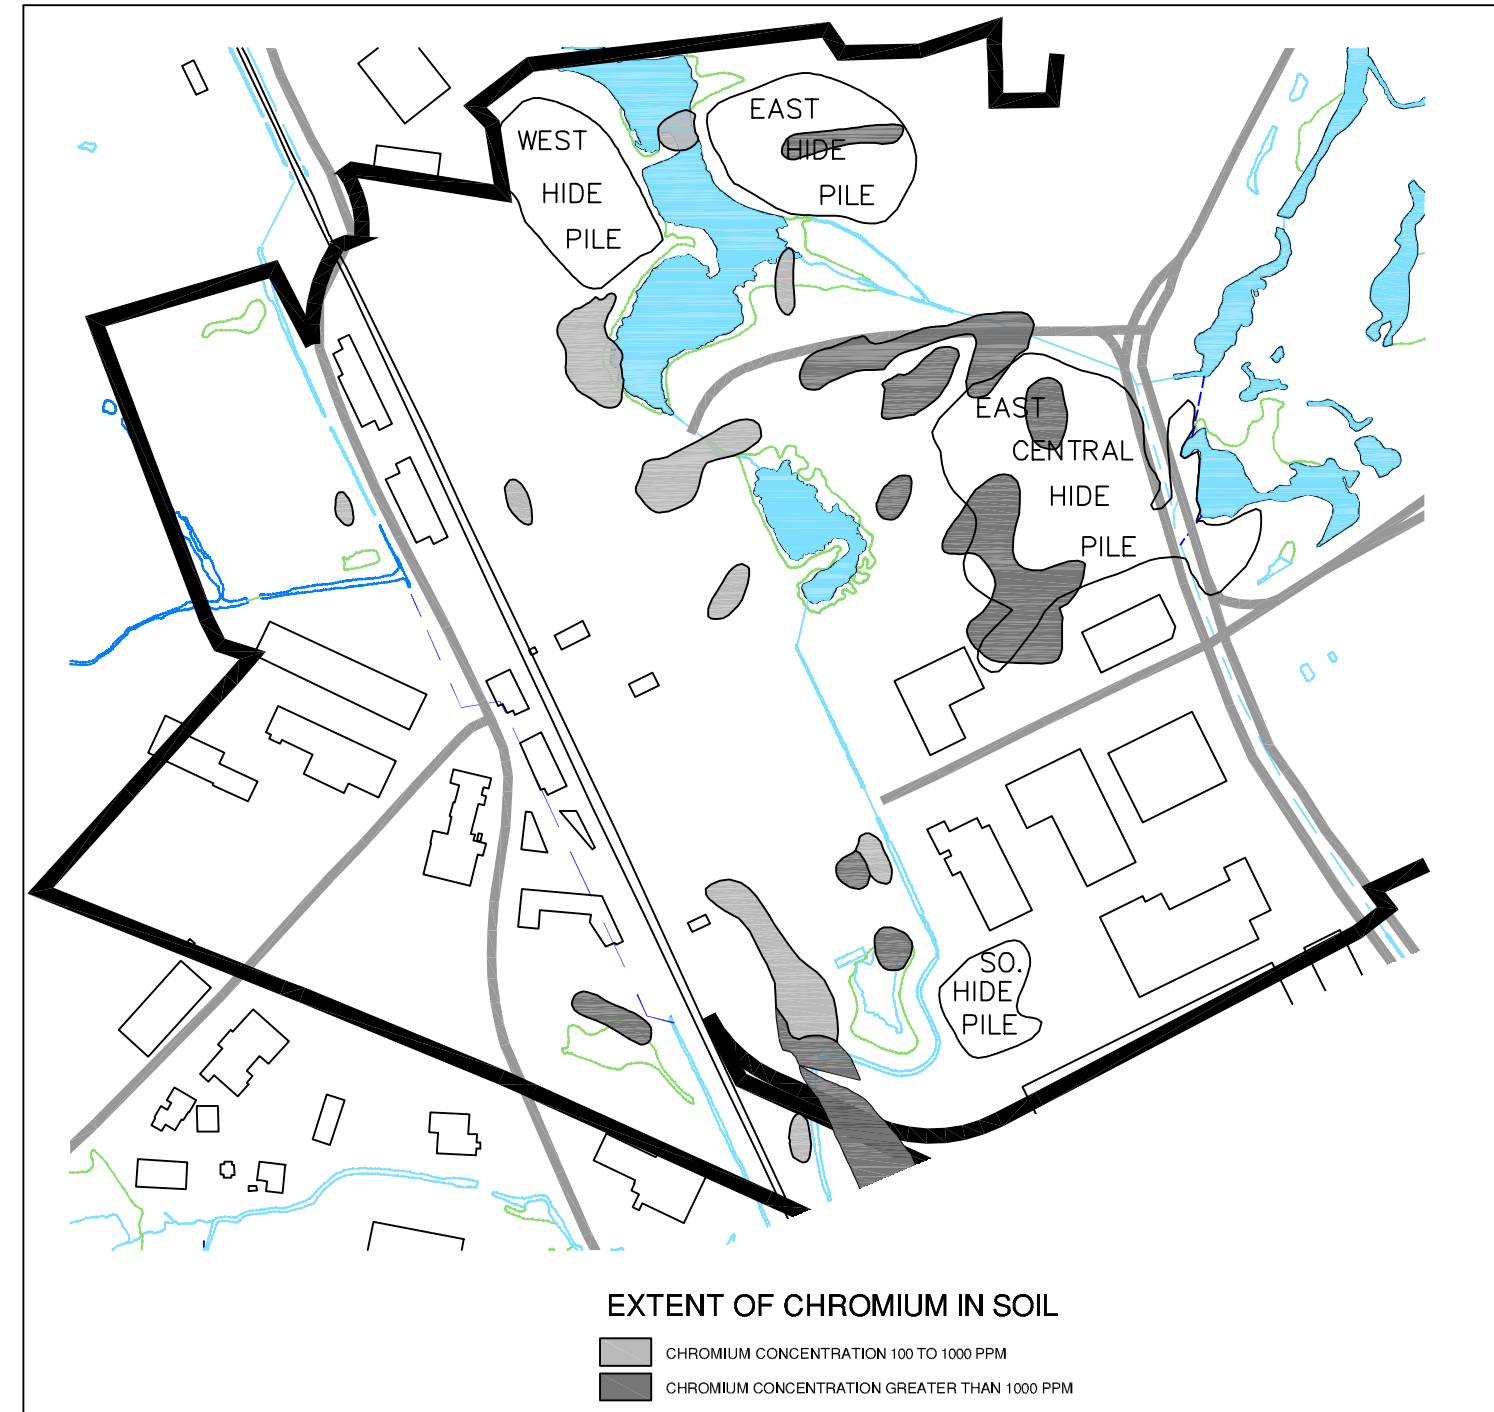 WEST
HIDE
PILE
EAST
HIDE
PILE
EAST
CENTRAL
HIDE
PILE
SO.
HIDE
PILE
EXTENT OF CHROMIUM IN SOIL
CHROMIUM CONCENTRATION 100 TO 1000 PPM
CHROMIUM CONCENTRATION GREATER THAN 1000 PPM